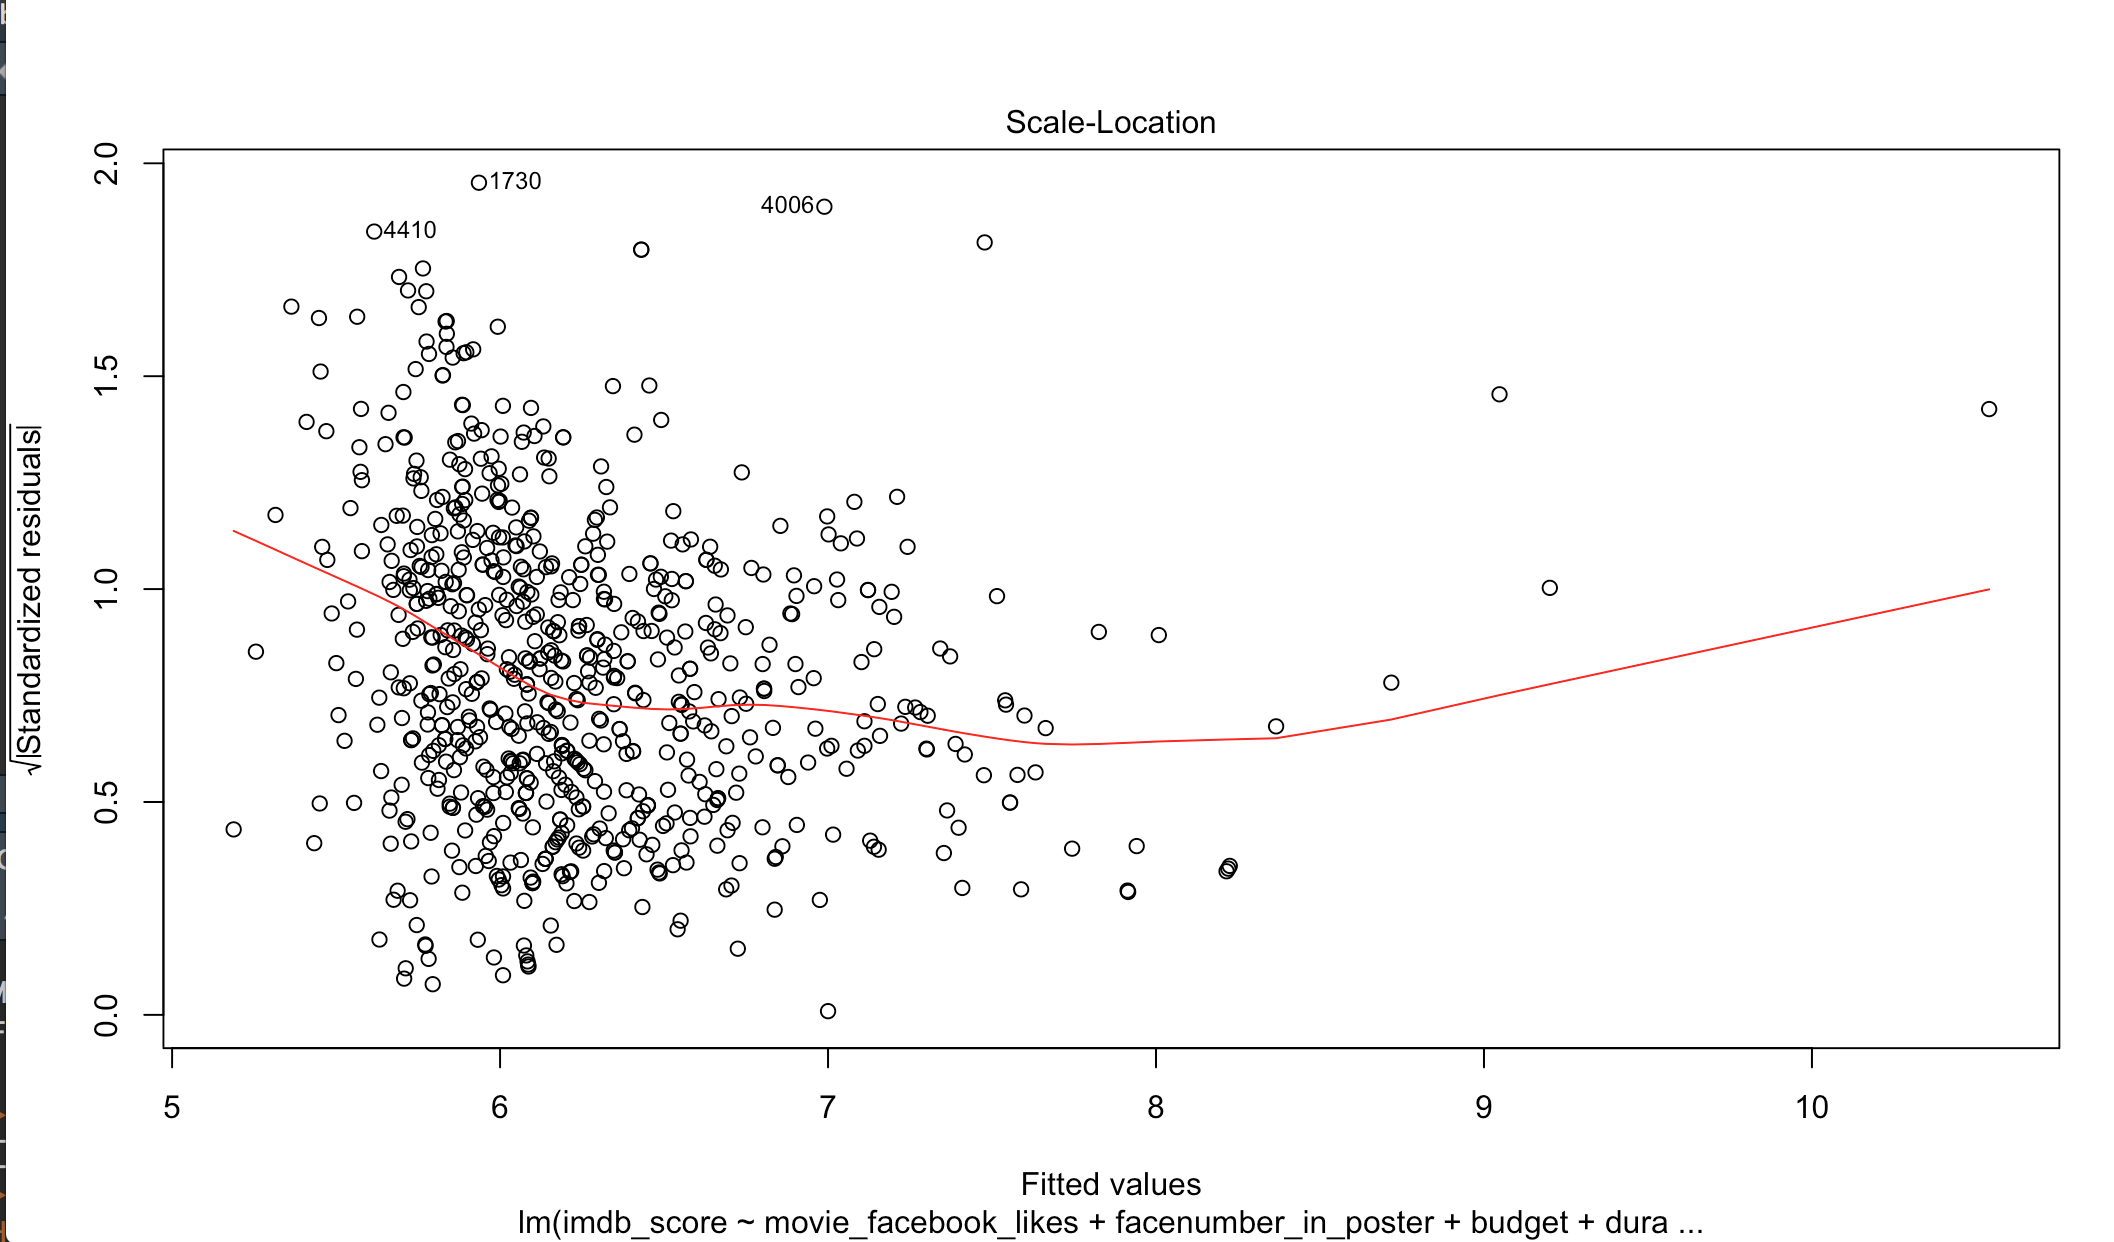 Scale-Location
2.0
1730
4006
4410
1.5
1.0
0.5
0.0
√|Standardized residuals|
5 6 7 8 9 10
Fitted values
lm(imdb_score ~ movie_facebook_likes + facenumber_in_poster + budget + dura ...